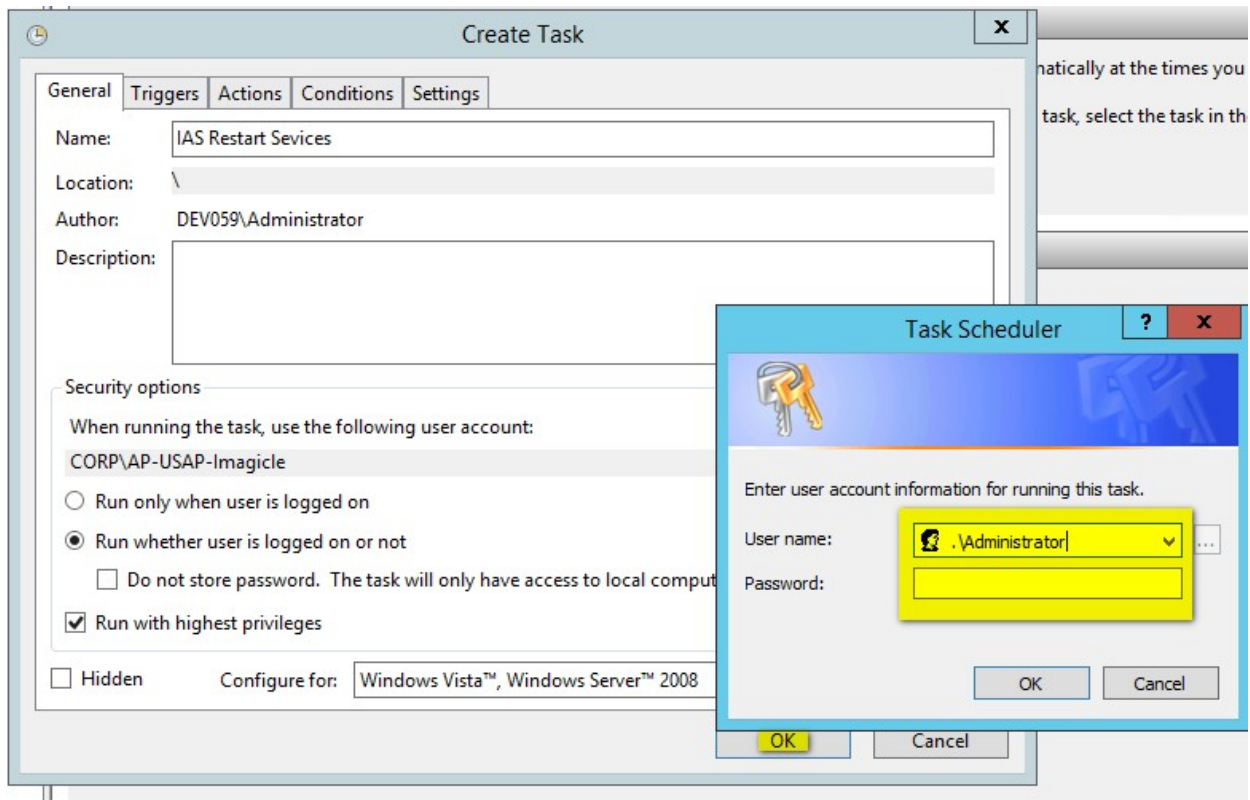 Create Task
x
General Triggers Actions Conditions Settings
natically at the times you
task, select the task in th
Name: IAS Restart Sevices
Location: \
Author: DEV059\Administrator
Description:
Task Scheduler
? x
Security options
When running the task, use the following user account:
CORP\AP-USAP-Imagicle
Run only when user is logged on
Run whether user is logged on or not
Do not store password. The task will only have access to local comput
Run with highest privileges
Hidden Configure for: Windows Vista™, Windows Server™ 2008
Enter user account information for running this task.
User name: .\Administrator ...
Password:
OK Cancel
OK Cancel